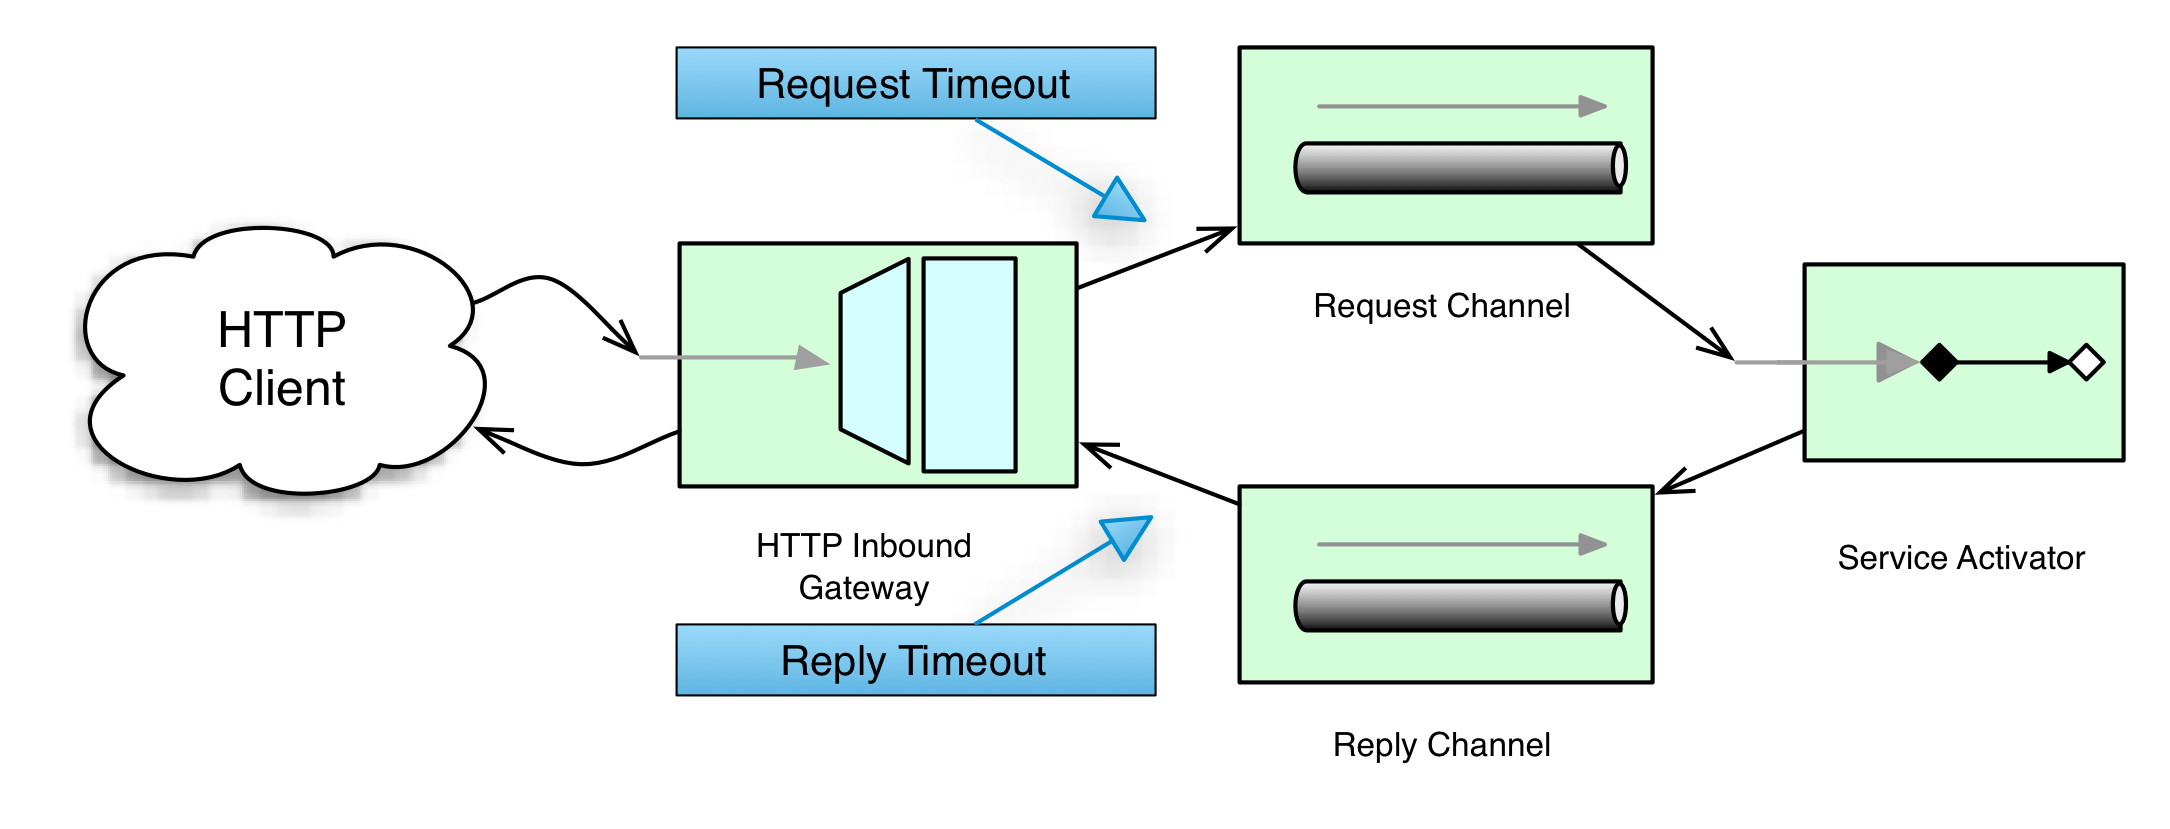 Request Timeout
HTTP
Client
Request Channel
HTTP Inbound
Gateway
Service Activator
Reply Timeout
Reply Channel